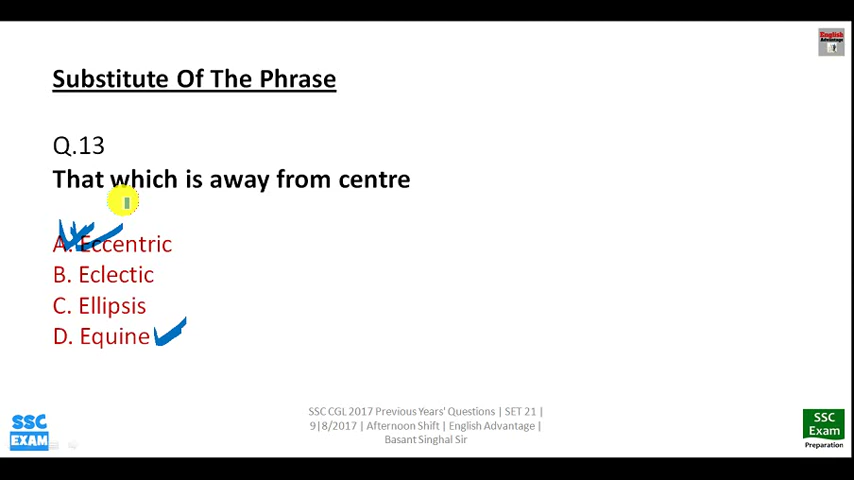 English
Advantage
Substitute Of The Phrase
Q.13
That which is away from centre
A. Eccentric
B. Eclectic
C. Ellipsis
D. Equine
SSC CGL 2017 Previous Years' Questions | SET 21 |
9|8/2017 | Afternoon Shift | English Advantage |
Basant Singhal Sir
SSC
EXAM
SSC
Exam
Preparation